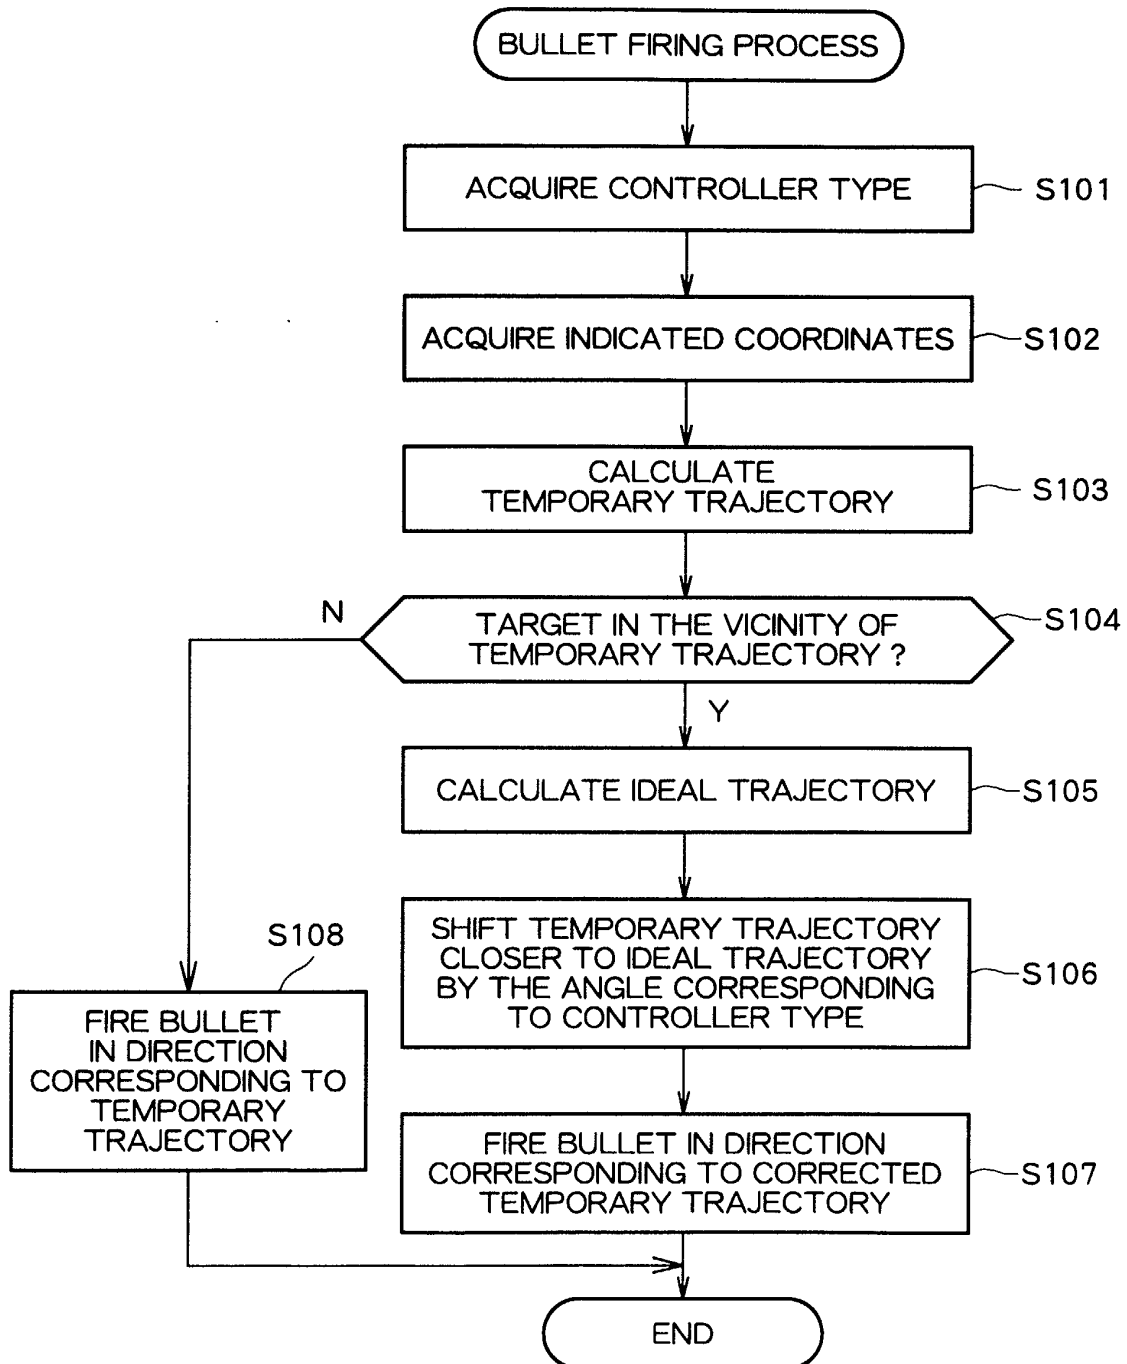 BULLET FIRING PROCESS
ACQUIRE CONTROLLER TYPE
S101
ACQUIRE INDICATED COORDINATES
S102
CALCULATE
TEMPORARY TRAJECTORY
S103
N
TARGET IN THE VICINITY OF
TEMPORARY TRAJECTORY ?
S104
Y
CALCULATE IDEAL TRAJECTORY
S105
SHIFT TEMPORARY TRAJECTORY
CLOSER TO IDEAL TRAJECTORY
BY THE ANGLE CORRESPONDING
TO CONTROLLER TYPE
S106
S108
FIRE BULLET
IN DIRECTION
CORRESPONDING TO
TEMPORARY
TRAJECTORY
FIRE BULLET IN DIRECTION
CORRESPONDING TO CORRECTED
TEMPORARY TRAJECTORY
S107
END